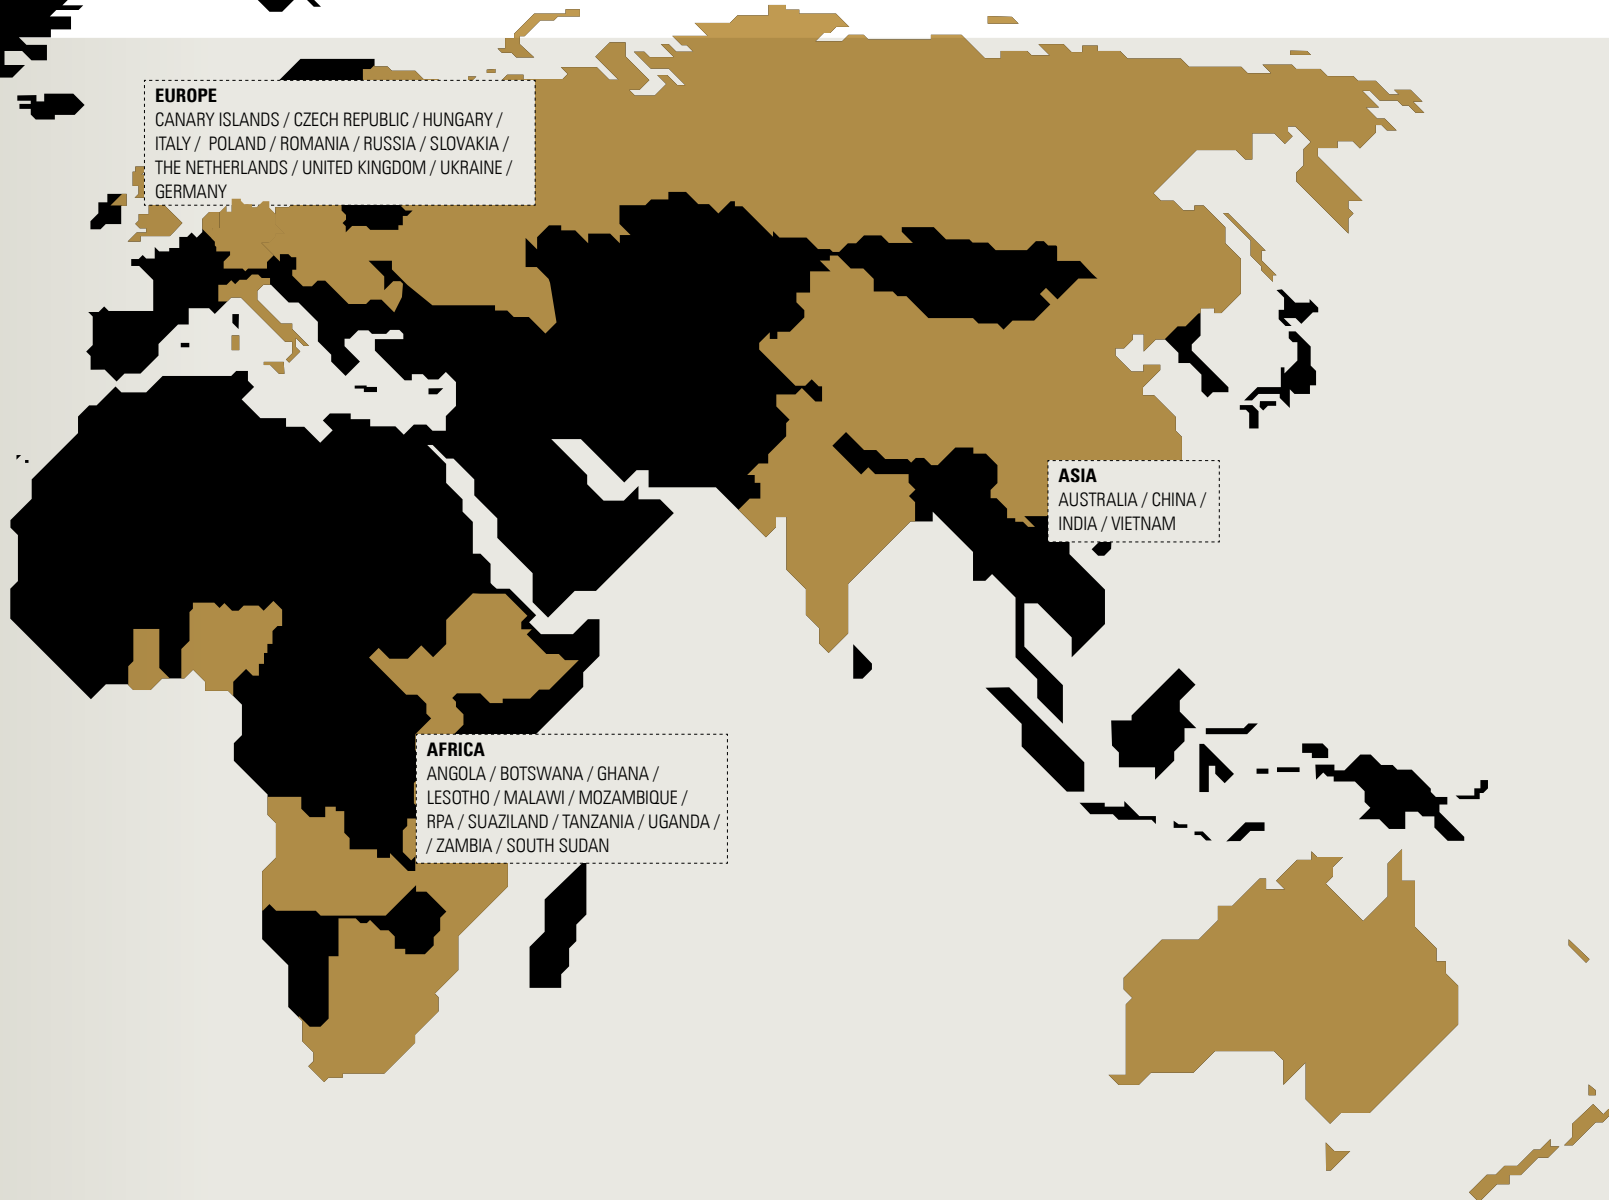 EUROPE
CANARY ISLANDS / CZECH REPUBLIC / HUNGARY /
ITALY / POLAND / ROMANIA / RUSSIA / SLOVAKIA /
THE NETHERLANDS / UNITED KINGDOM / UKRAINE /
GERMANY
ASIA
AUSTRALIA / CHINA /
INDIA / VIETNAM
AFRICA
ANGOLA / BOTSWANA / GHANA /
LESOTHO / MALAWI / MOZAMBIQUE /
RPA / SUAZILAND / TANZANIA / UGANDA /
/ ZAMBIA / SOUTH SUDAN